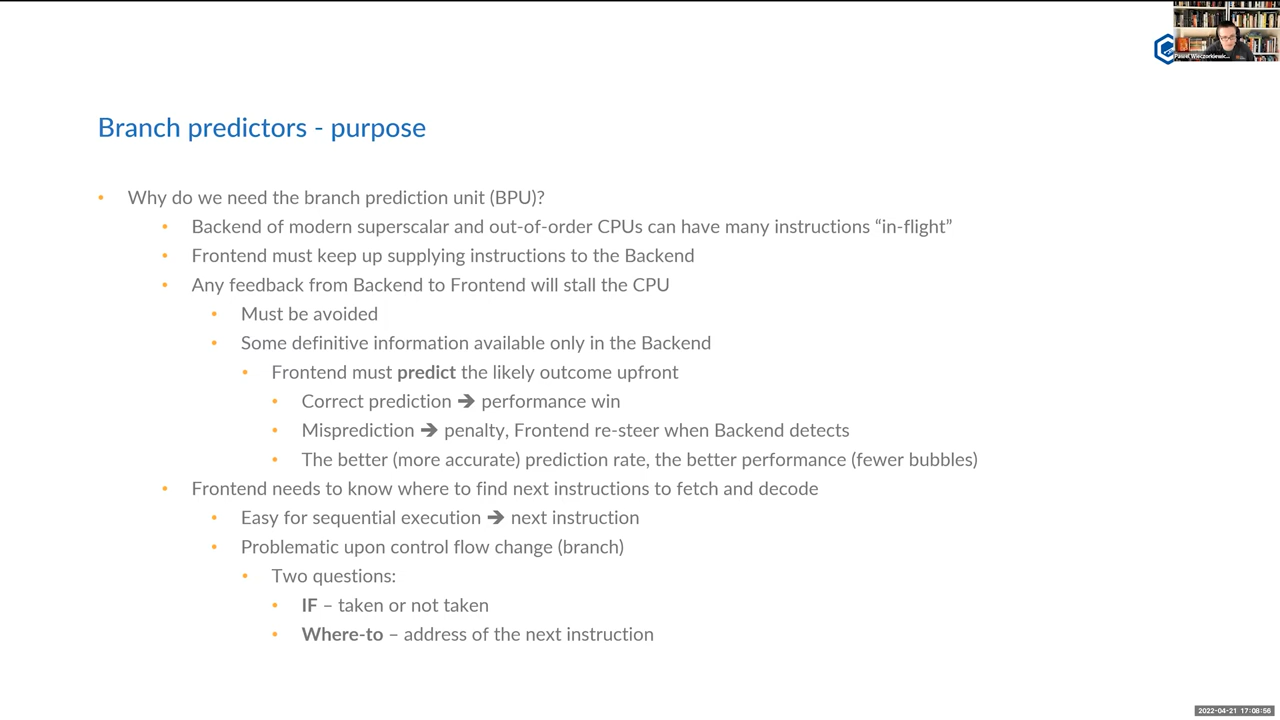 Paweł Wieczorkiewic...
Branch predictors - purpose
• Why do we need the branch prediction unit (BPU)?
• Backend of modern superscalar and out-of-order CPUs can have many instructions “in-flight”
• Frontend must keep up supplying instructions to the Backend
• Any feedback from Backend to Frontend will stall the CPU
• Must be avoided
• Some definitive information available only in the Backend
• Frontend must predict the likely outcome upfront
• Correct prediction ➔ performance win
• Misprediction ➔ penalty, Frontend re-steer when Backend detects
• The better (more accurate) prediction rate, the better performance (fewer bubbles)
• Frontend needs to know where to find next instructions to fetch and decode
• Easy for sequential execution ➔ next instruction
• Problematic upon control flow change (branch)
• Two questions:
• IF – taken or not taken
• Where-to – address of the next instruction
2022-04-21 17:08:56